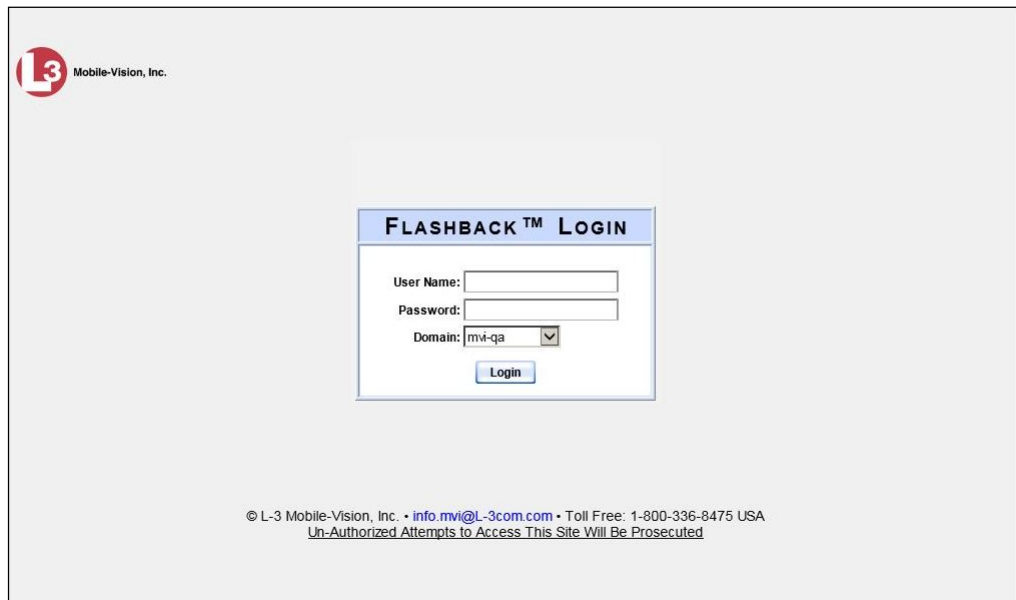 L3 Mobile-Vision, Inc.
FLASHBACK™ LOGIN
User Name:
Password:
Domain: mvi-qa
Login
© L-3 Mobile-Vision, Inc. • info.mvi@L-3com.com • Toll Free: 1-800-336-8475 USA
Un-Authorized Attempts to Access This Site Will Be Prosecuted